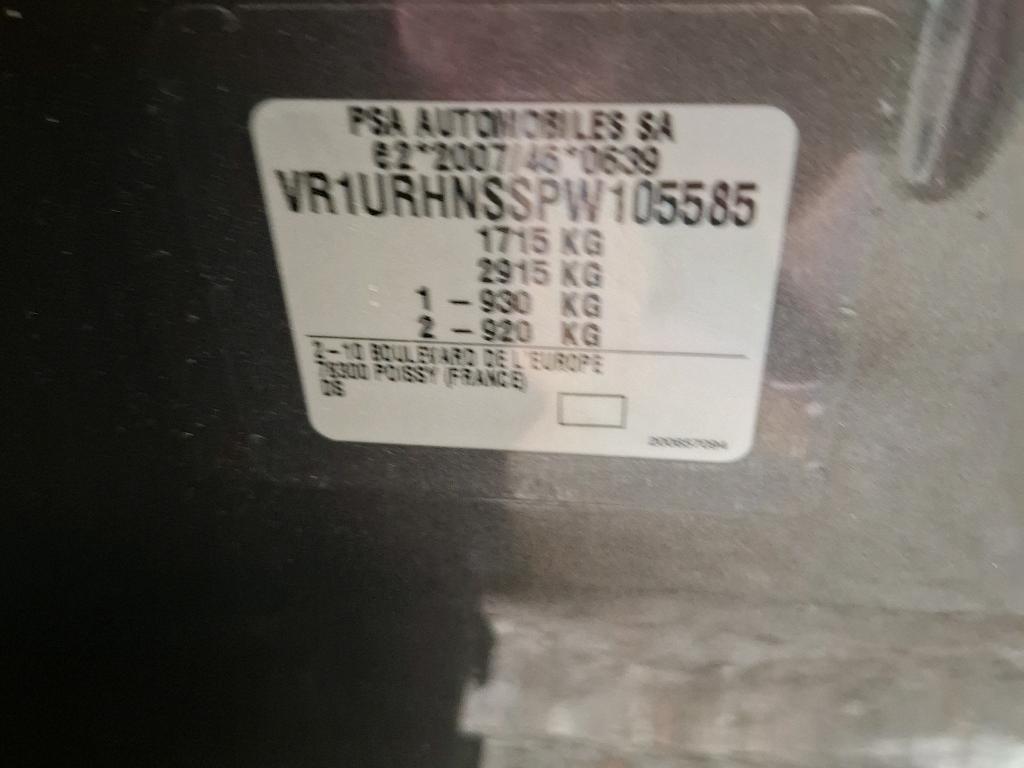 PSA AUTOMOBILES SA
e2*2007/46*0639
VR1URHNSSPW105585
1715 KG
2915 KG
1 - 930 KG
2 - 920 KG
2-10 BOULEVARD DE L'EUROPE
78300 POISSY (FRANCE)
DS